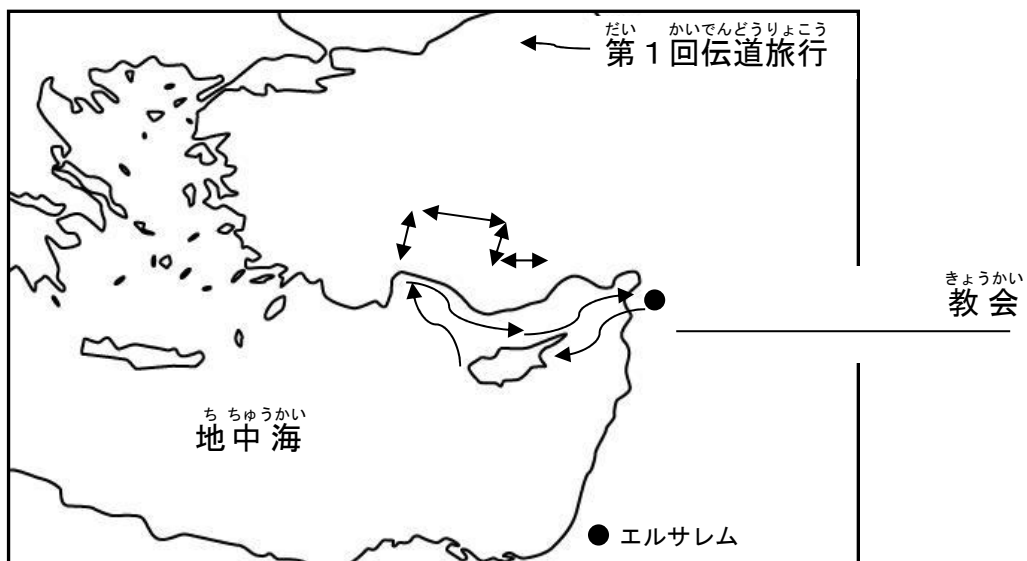 だい かいでんどうりょこう
第1回伝道旅行
きょうかい
教会
ち ちゅうかい
地中海
エルサレム